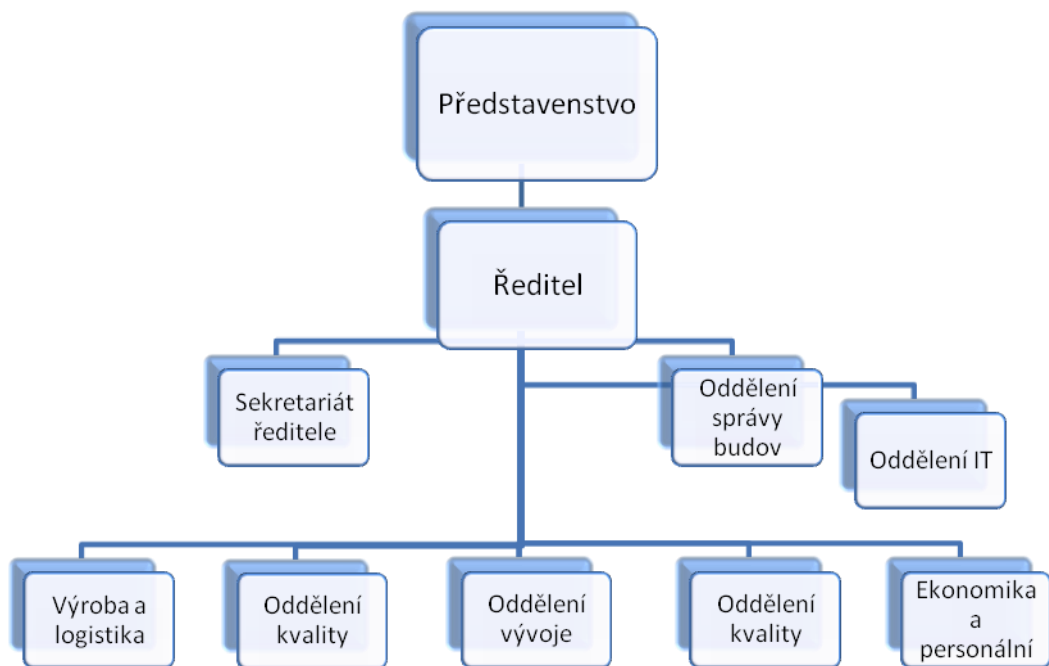 Představenstvo
Ředitel
Sekretariát
ředitele
Oddělení
správy
budov
Oddělení IT
Výroba a
logistika
Oddělení
kvality
Oddělení
vývoje
Oddělení
kvality
Ekonomika
a
personální